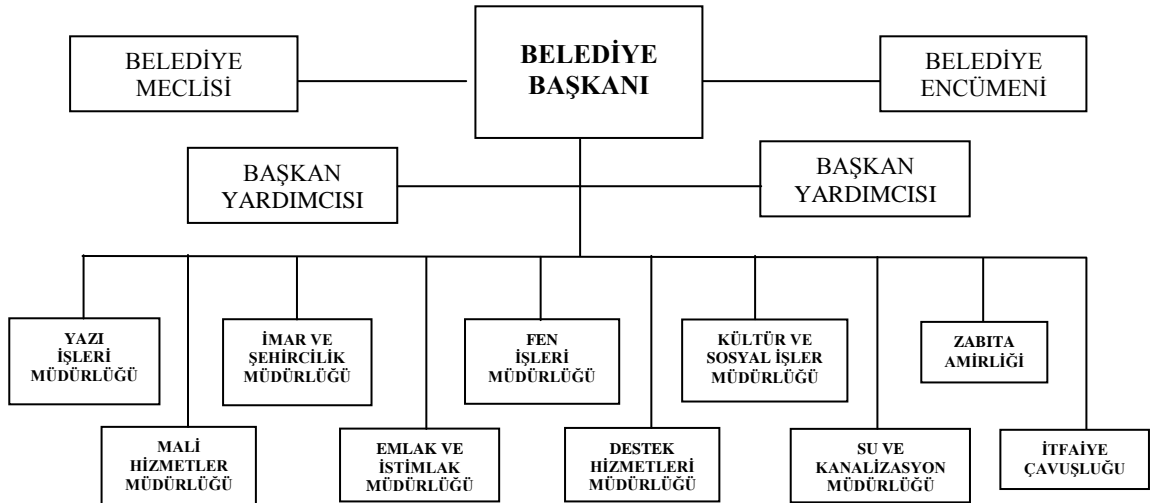 BELEDİYE
MECLİSİ
BELEDİYE
BAŞKANI
BELEDİYE
ENCÜMENİ
BAŞKAN
YARDIMCISI
BAŞKAN
YARDIMCISI
YAZI
İŞLERİ
MÜDÜRLÜĞÜ
İMAR VE
ŞEHİRCİLİK
MÜDÜRLÜĞÜ
FEN
İŞLERİ
MÜDÜRLÜĞÜ
KÜLTÜR VE
SOSYAL İŞLER
MÜDÜRLÜĞÜ
ZABITA
AMİRLİĞİ
MALİ
HİZMETLER
MÜDÜRLÜĞÜ
EMLAK VE
İSTİMLAK
MÜDÜRLÜĞÜ
DESTEK
HİZMETLERİ
MÜDÜRLÜĞÜ
SU VE
KANALİZASYON
MÜDÜRLÜĞÜ
İTFAİYE
ÇAVUŞLUĞU